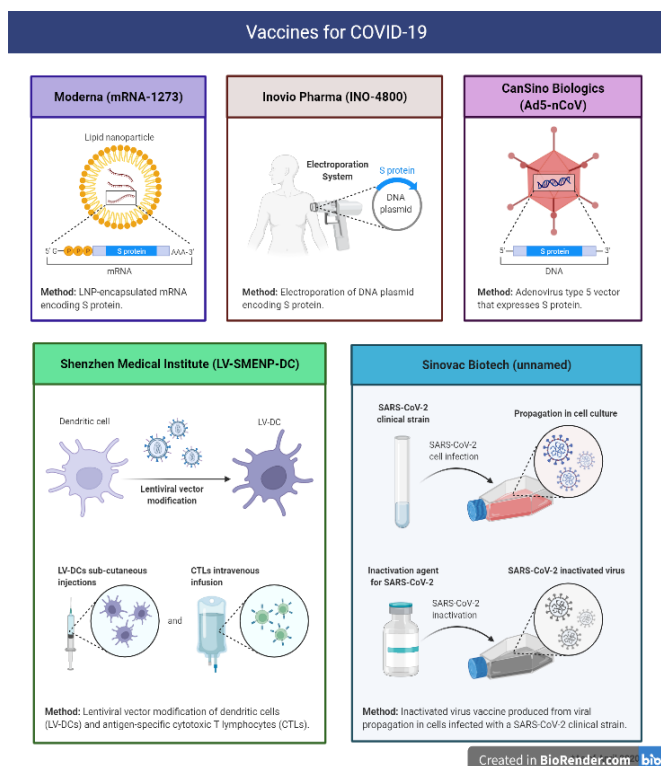 Vaccines for COVID-19
Moderna (mRNA-1273)
Lipid nanoparticle
5' G
P P P
S protein
AAA-3'
mRNA
Method: LNP-encapsulated mRNA
encoding S protein.
Inovio Pharma (INO-4800)
Electroporation
System
S protein
DNA
plasmid
Method: Electroporation of DNA plasmid
encoding S protein.
CanSino Biologics
(Ad5-nCoV)
5'
S protein
3'
DNA
Method: Adenovirus type 5 vector
that expresses S protein.
Shenzhen Medical Institute (LV-SMENP-DC)
Dendritic cell
LV-DC
Lentiviral vector
modification
LV-DCs sub-cutaneous
injections
and
CTLs intravenous
infusion
Method: Lentiviral vector modification of dendritic cells
(LV-DCs) and antigen-specific cytotoxic T lymphocytes (CTLs).
Sinovac Biotech (unnamed)
SARS-CoV-2
clinical strain
SARS-CoV-2
cell infection
Propagation in cell culture
Inactivation agent
for SARS-CoV-2
SARS-CoV-2
inactivation
SARS-CoV-2 inactivated virus
Method: Inactivated virus vaccine produced from viral
propagation in cells infected with a SARS-CoV-2 clinical strain.
Created in BioRender.com bio